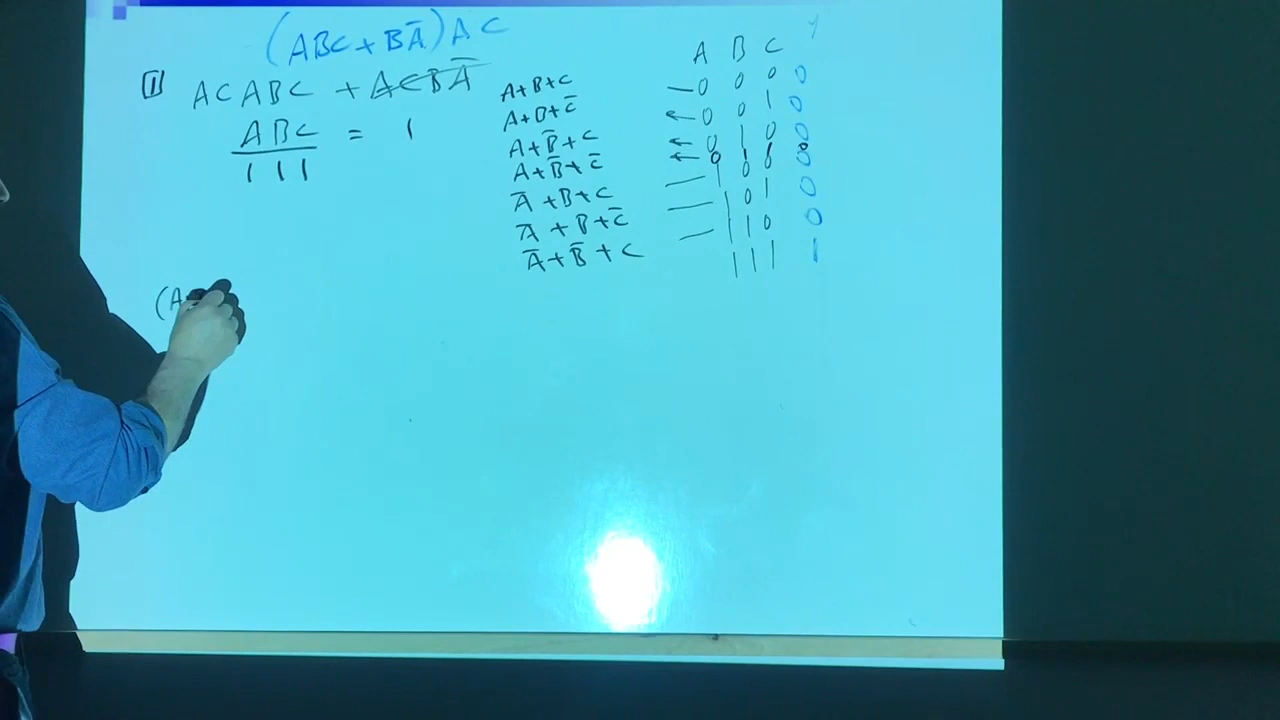 (ABC + BA̅) AC
1 ACABC + ACBA̅
ABC = 1
1 1 1
A+B+C
A+B+C̅
A+B̅+C
A+B̅+C̅
A̅+B+C
A̅+B+C̅
A̅+B̅+C
A B C Y
0 0 0 0
0 0 1 0
0 1 0 0
0 1 1 0
1 0 0 0
1 0 1 0
1 1 0 0
1 1 1 1
(A